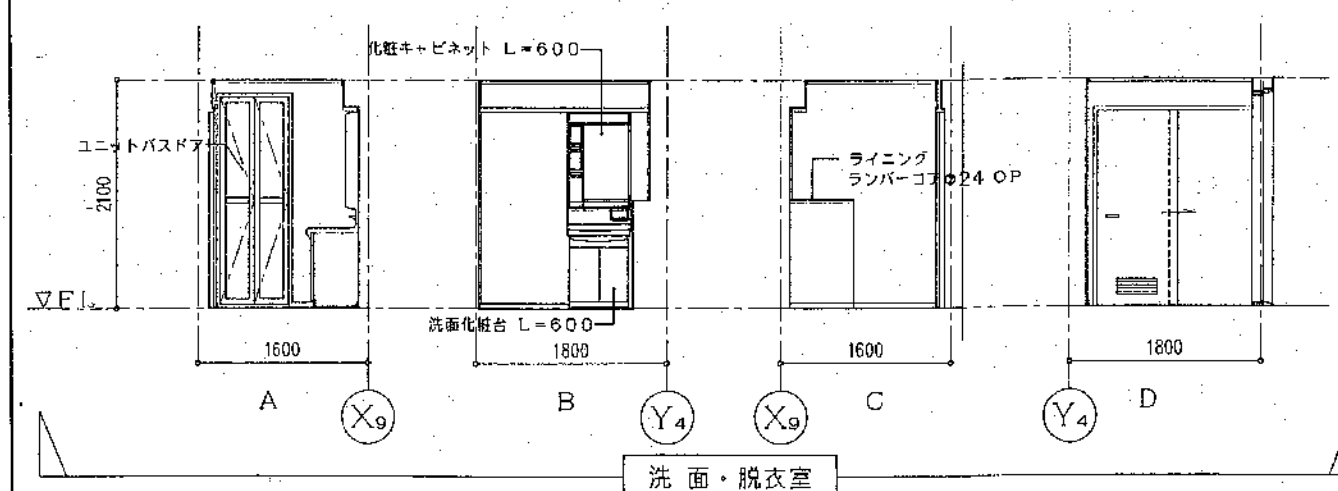 化粧キャビネット L=600
ユニットバスドア
2100
ライニング
ランバーコア⌀24 OP
▽FL
洗面化粧台 L=600
1600
1800
1600
1800
A
X9
B
Y4
X9
C
Y4
D
洗面・脱衣室